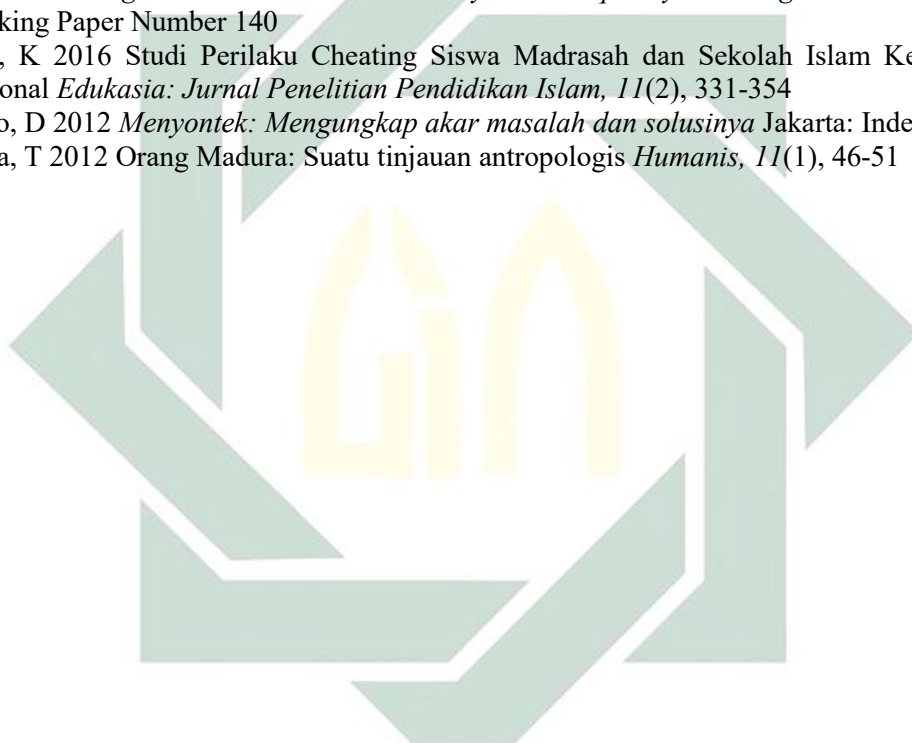 king Paper Number 140
, K 2016 Studi Perilaku Cheating Siswa Madrasah dan Sekolah Islam Ke
onal Edukasia: Jurnal Penelitian Pendidikan Islam, 11(2), 331-354
o, D 2012 Menyontek: Mengungkap akar masalah dan solusinya Jakarta: Inde
a, T 2012 Orang Madura: Suatu tinjauan antropologis Humanis, 11(1), 46-51